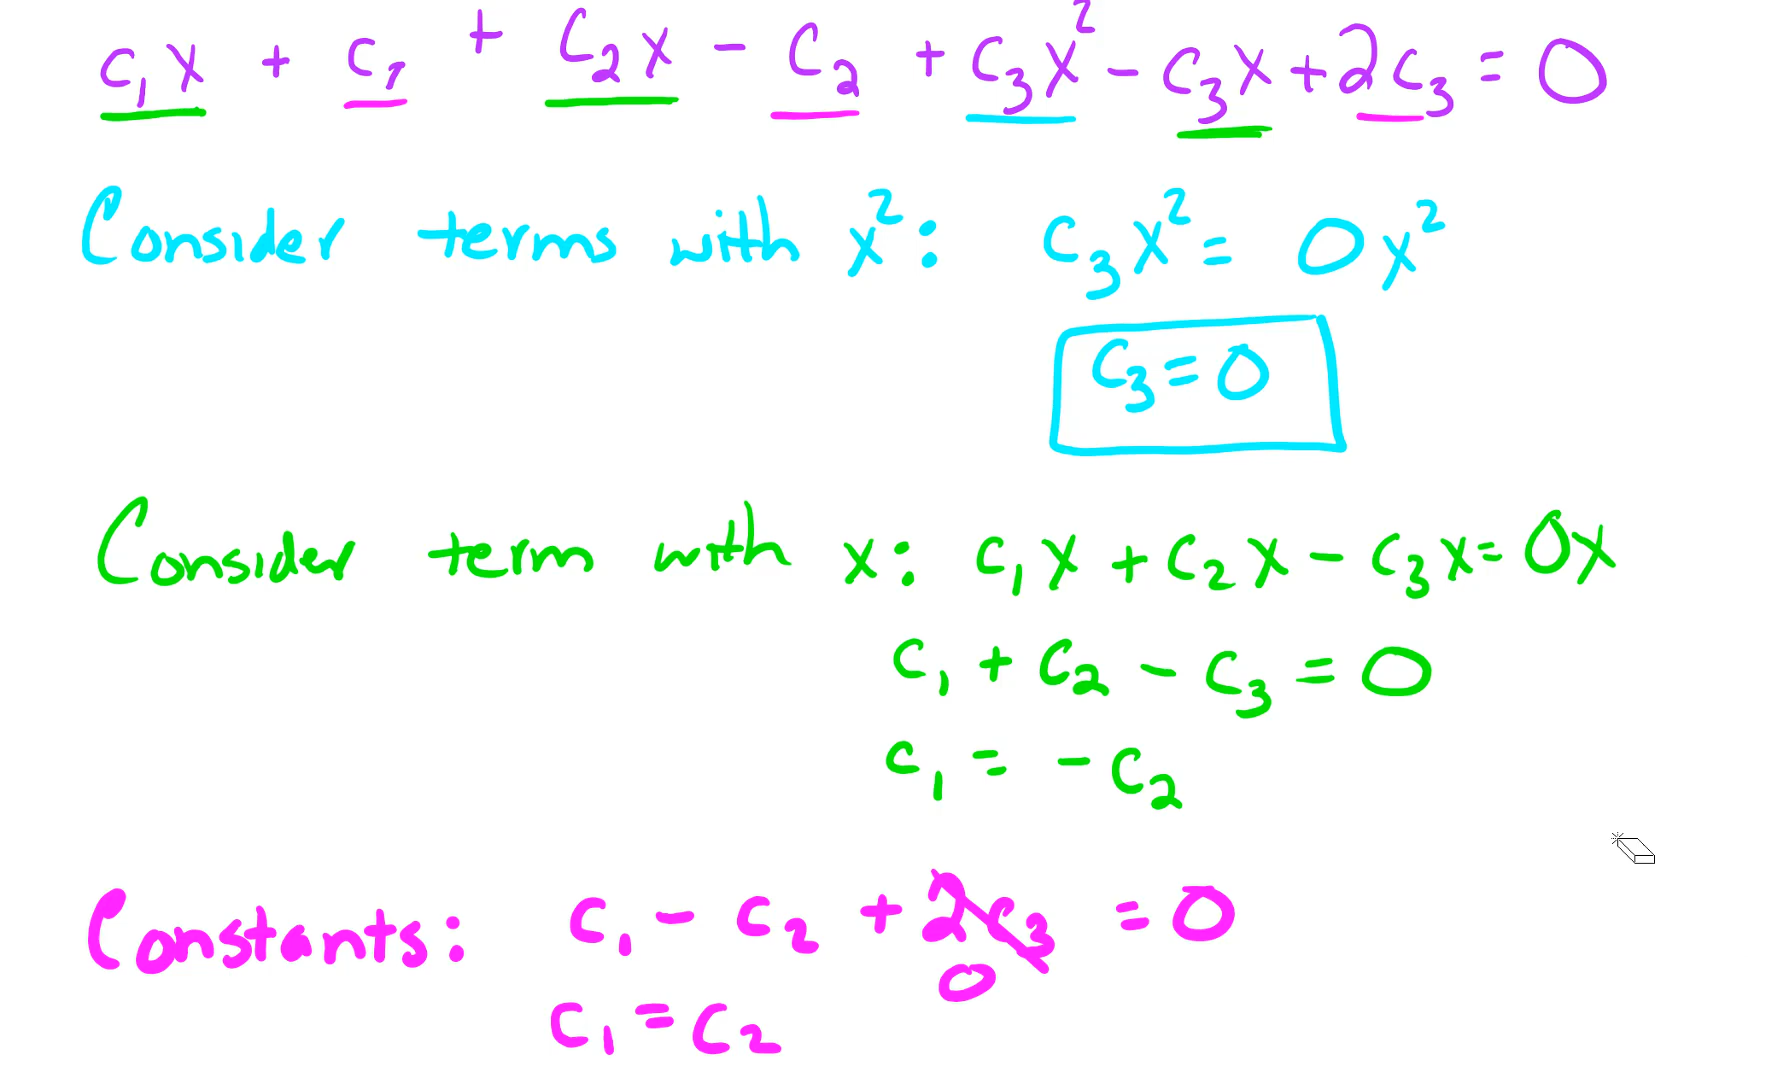 c₁x + c₁ + c₂x - c₂ + c₃x² - c₃x + 2c₃ = 0
Consider terms with x²: c₃x² = 0x²
c₃ = 0
Consider term with x: c₁x + c₂x - c₃x = 0x
c₁ + c₂ - c₃ = 0
c₁ = -c₂
Constants: c₁ - c₂ + 2c₃ = 0
0
c₁ = c₂